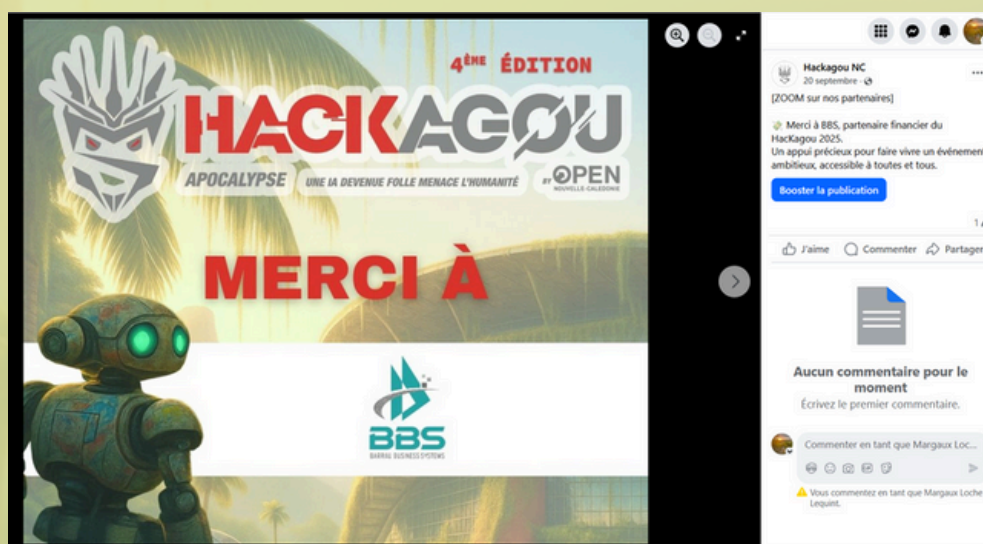 4ÈME ÉDITION
HACKAGOU
APOCALYPSE UNE IA DEVENUE FOLLE MENACE L'HUMANITÉ BY OPEN
NOUVELLE-CALÉDONIE
MERCI À
BBS
BARRAU BUSINESS SYSTEMS
Hackagou NC
20 septembre
[ZOOM sur nos partenaires]
Merci à BBS, partenaire financier du
HacKagou 2025.
Un appui précieux pour faire vivre un événement
ambitieux, accessible à toutes et tous.
Booster la publication
1
J'aime Commenter Partager
Aucun commentaire pour le
moment
Écrivez le premier commentaire.
Commenter en tant que Margaux Loc...
Vous commentez en tant que Margaux Loche
Lequint.